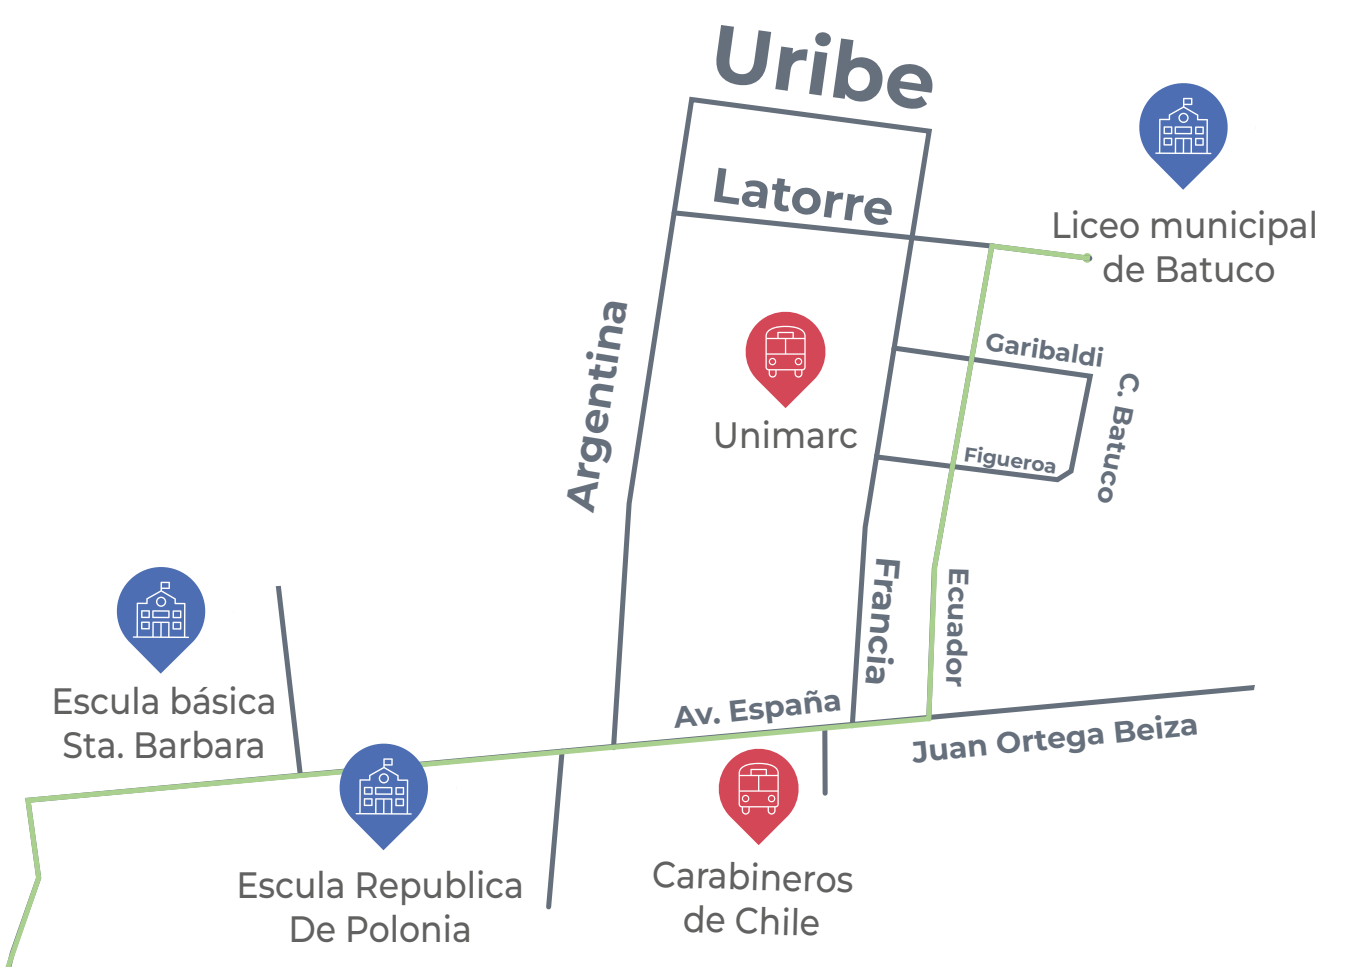 Uribe
Latorre
Liceo municipal
de Batuco
Argentina
Garibaldi
C. Batuco
Unimarc
Figueroa
Francia
Ecuador
Escula básica
Sta. Barbara
Av. España
Juan Ortega Beiza
Escula Republica
De Polonia
Carabineros
de Chile